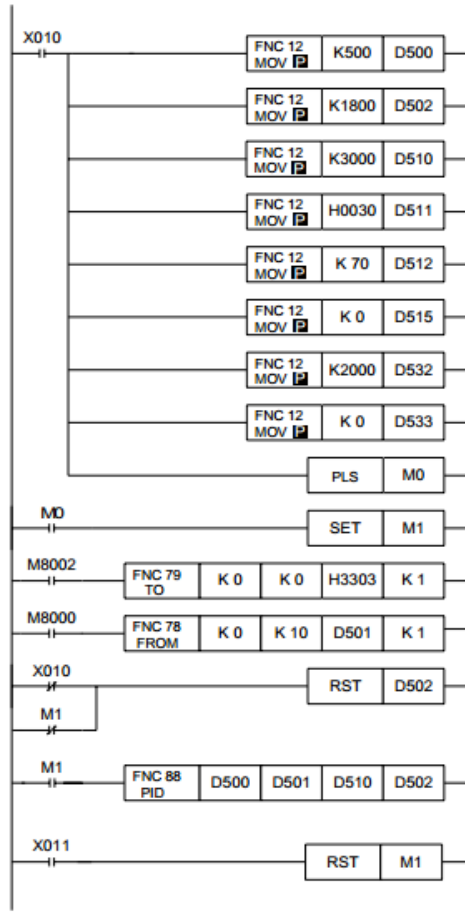 X010 FNC 12 MOV P K500 D500
FNC 12 MOV P K1800 D502
FNC 12 MOV P K3000 D510
FNC 12 MOV P H0030 D511
FNC 12 MOV P K 70 D512
FNC 12 MOV P K 0 D515
FNC 12 MOV P K2000 D532
FNC 12 MOV P K 0 D533
PLS M0
M0 SET M1
M8002 FNC 79 TO K 0 K 0 H3303 K 1
M8000 FNC 78 FROM K 0 K 10 D501 K 1
X010 RST D502
M1
M1 FNC 88 PID D500 D501 D510 D502
X011 RST M1